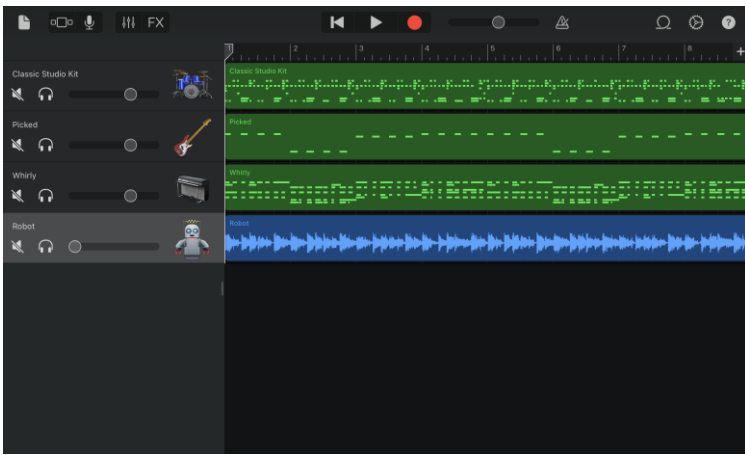 FX
?
2 3 4 5 6 7 8 +
Classic Studio Kit
Classic Studio Kit
Picked
Picked
Whirly
Whirly
Robot
Robot